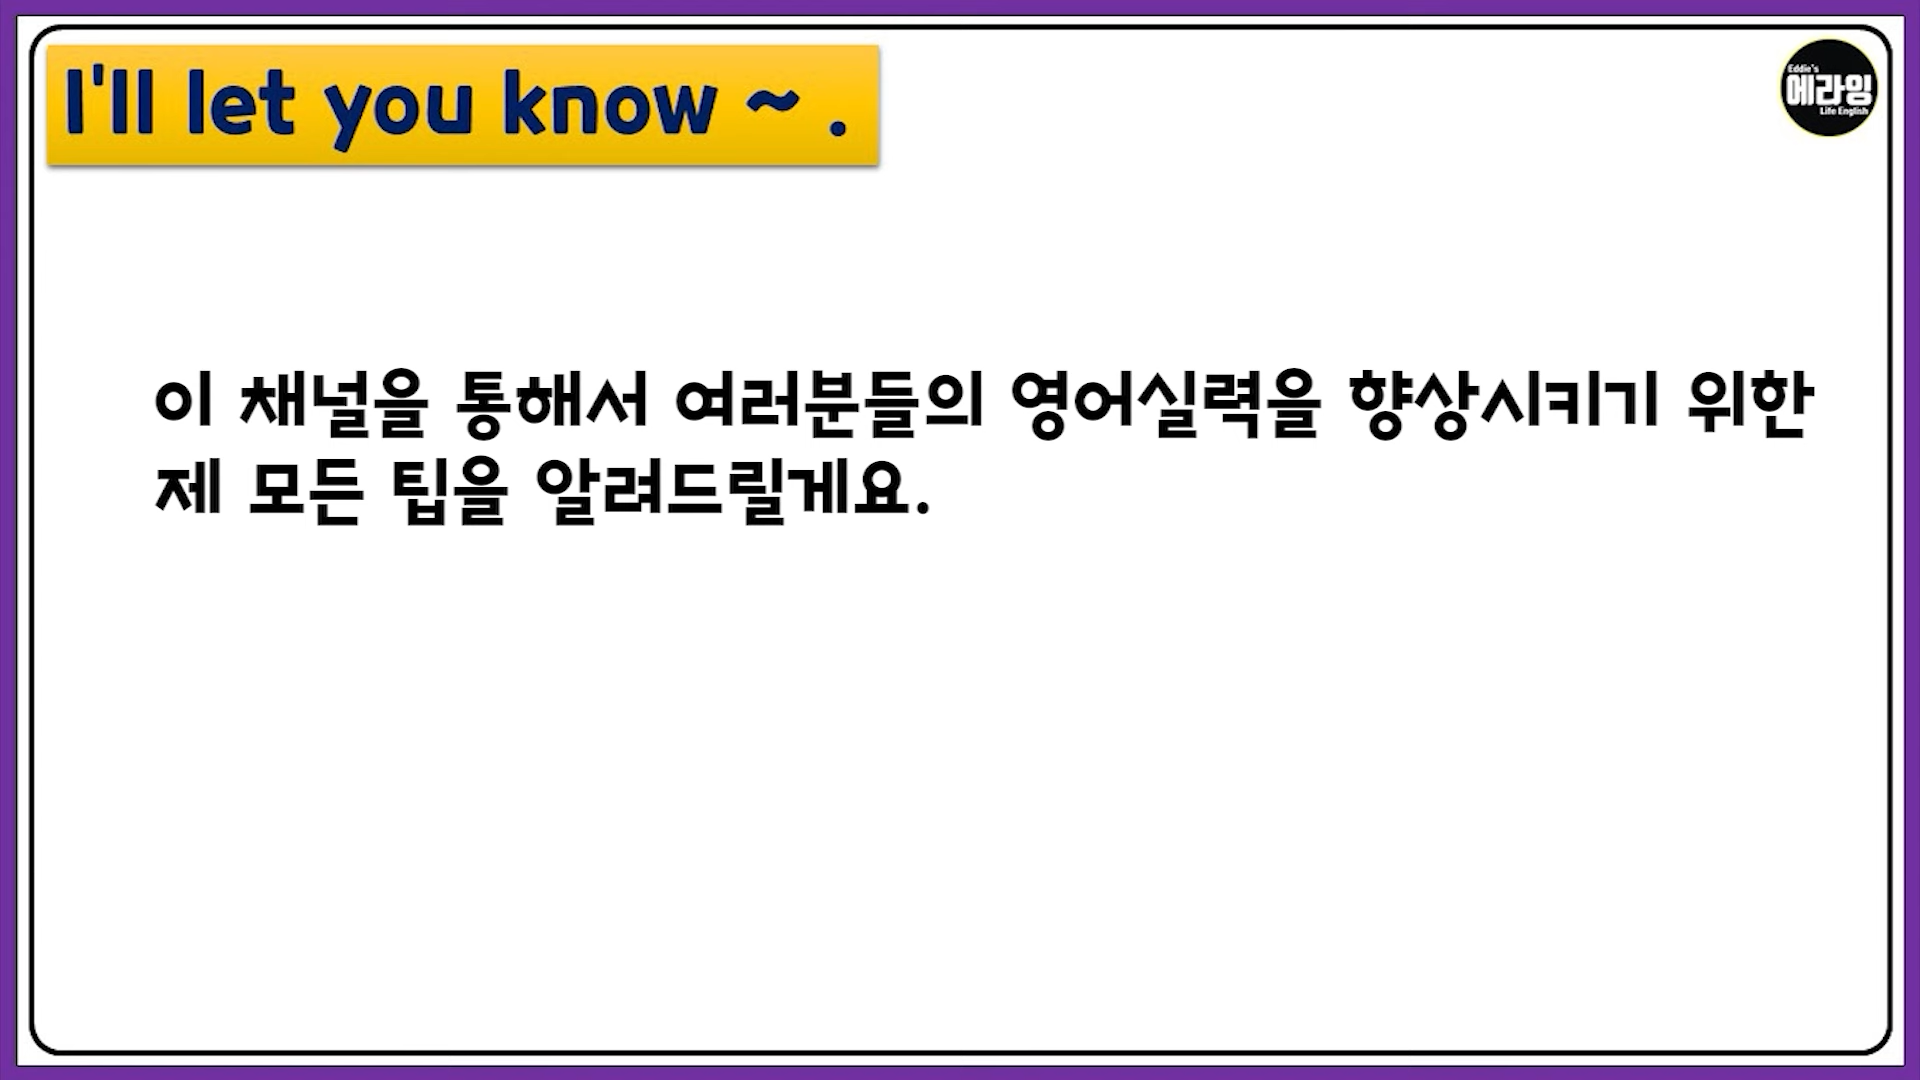 I'll let you know ~ .
Eddie's
에라잉
Life English
이 채널을 통해서 여러분들의 영어실력을 향상시키기 위한
제 모든 팁을 알려드릴게요.